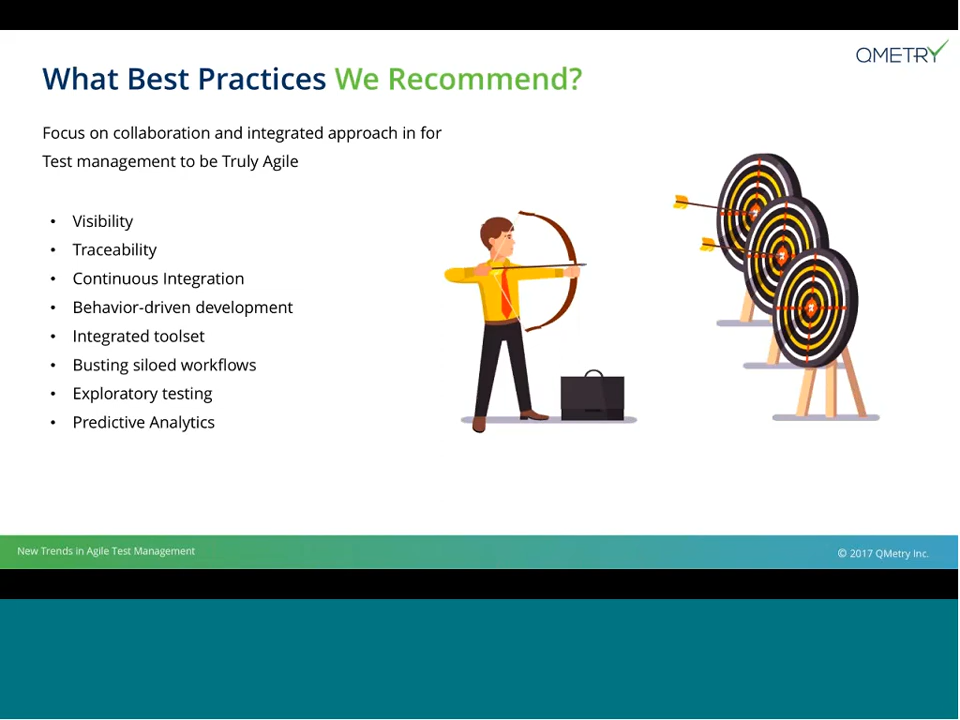 QMETRY
What Best Practices We Recommend?
Focus on collaboration and integrated approach in for
Test management to be Truly Agile
• Visibility
• Traceability
• Continuous Integration
• Behavior-driven development
• Integrated toolset
• Busting siloed workflows
• Exploratory testing
• Predictive Analytics
New Trends in Agile Test Management
© 2017 QMetry Inc.